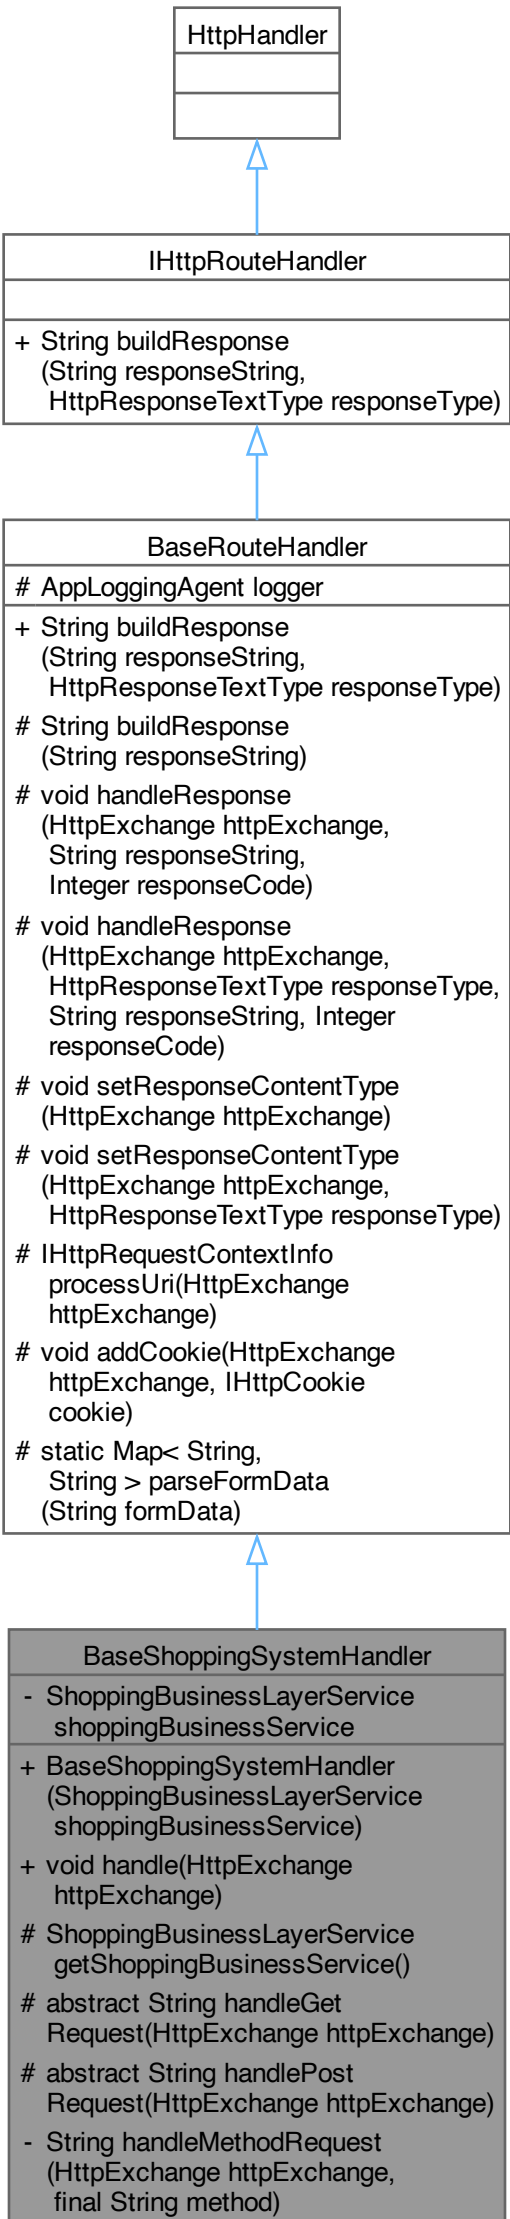 HttpHandler
IHttpRouteHandler
+ String buildResponse
(String responseString,
HttpResponseTextType responseType)
BaseRouteHandler
# AppLoggingAgent logger
+ String buildResponse
(String responseString,
HttpResponseTextType responseType)
# String buildResponse
(String responseString)
# void handleResponse
(HttpExchange httpExchange,
String responseString,
Integer responseCode)
# void handleResponse
(HttpExchange httpExchange,
HttpResponseTextType responseType,
String responseString, Integer
responseCode)
# void setResponseContentType
(HttpExchange httpExchange)
# void setResponseContentType
(HttpExchange httpExchange,
HttpResponseTextType responseType)
# IHttpRequestContextInfo
processUri(HttpExchange
httpExchange)
# void addCookie(HttpExchange
httpExchange, IHttpCookie
cookie)
# static Map< String,
String > parseFormData
(String formData)
BaseShoppingSystemHandler
- ShoppingBusinessLayerService
shoppingBusinessService
+ BaseShoppingSystemHandler
(ShoppingBusinessLayerService
shoppingBusinessService)
+ void handle(HttpExchange
httpExchange)
# ShoppingBusinessLayerService
getShoppingBusinessService()
# abstract String handleGet
Request(HttpExchange httpExchange)
# abstract String handlePost
Request(HttpExchange httpExchange)
- String handleMethodRequest
(HttpExchange httpExchange,
final String method)